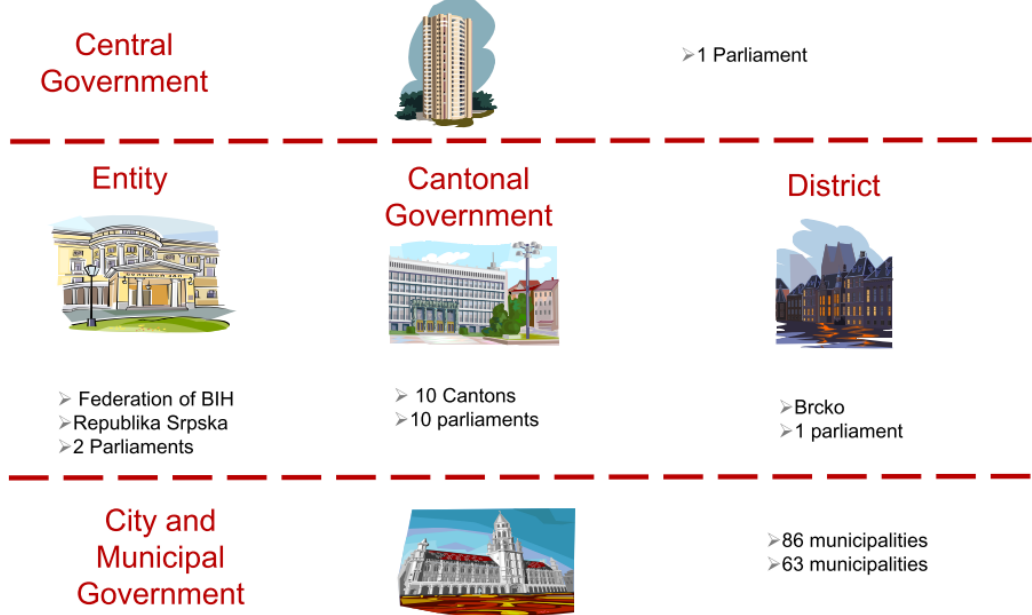 Central
Government
➢1 Parliament
Entity
Cantonal
Government
District
➢ Federation of BIH
➢Republika Srpska
➢2 Parliaments
➢ 10 Cantons
➢10 parliaments
➢Brcko
➢1 parliament
City and
Municipal
Government
➢86 municipalities
➢63 municipalities